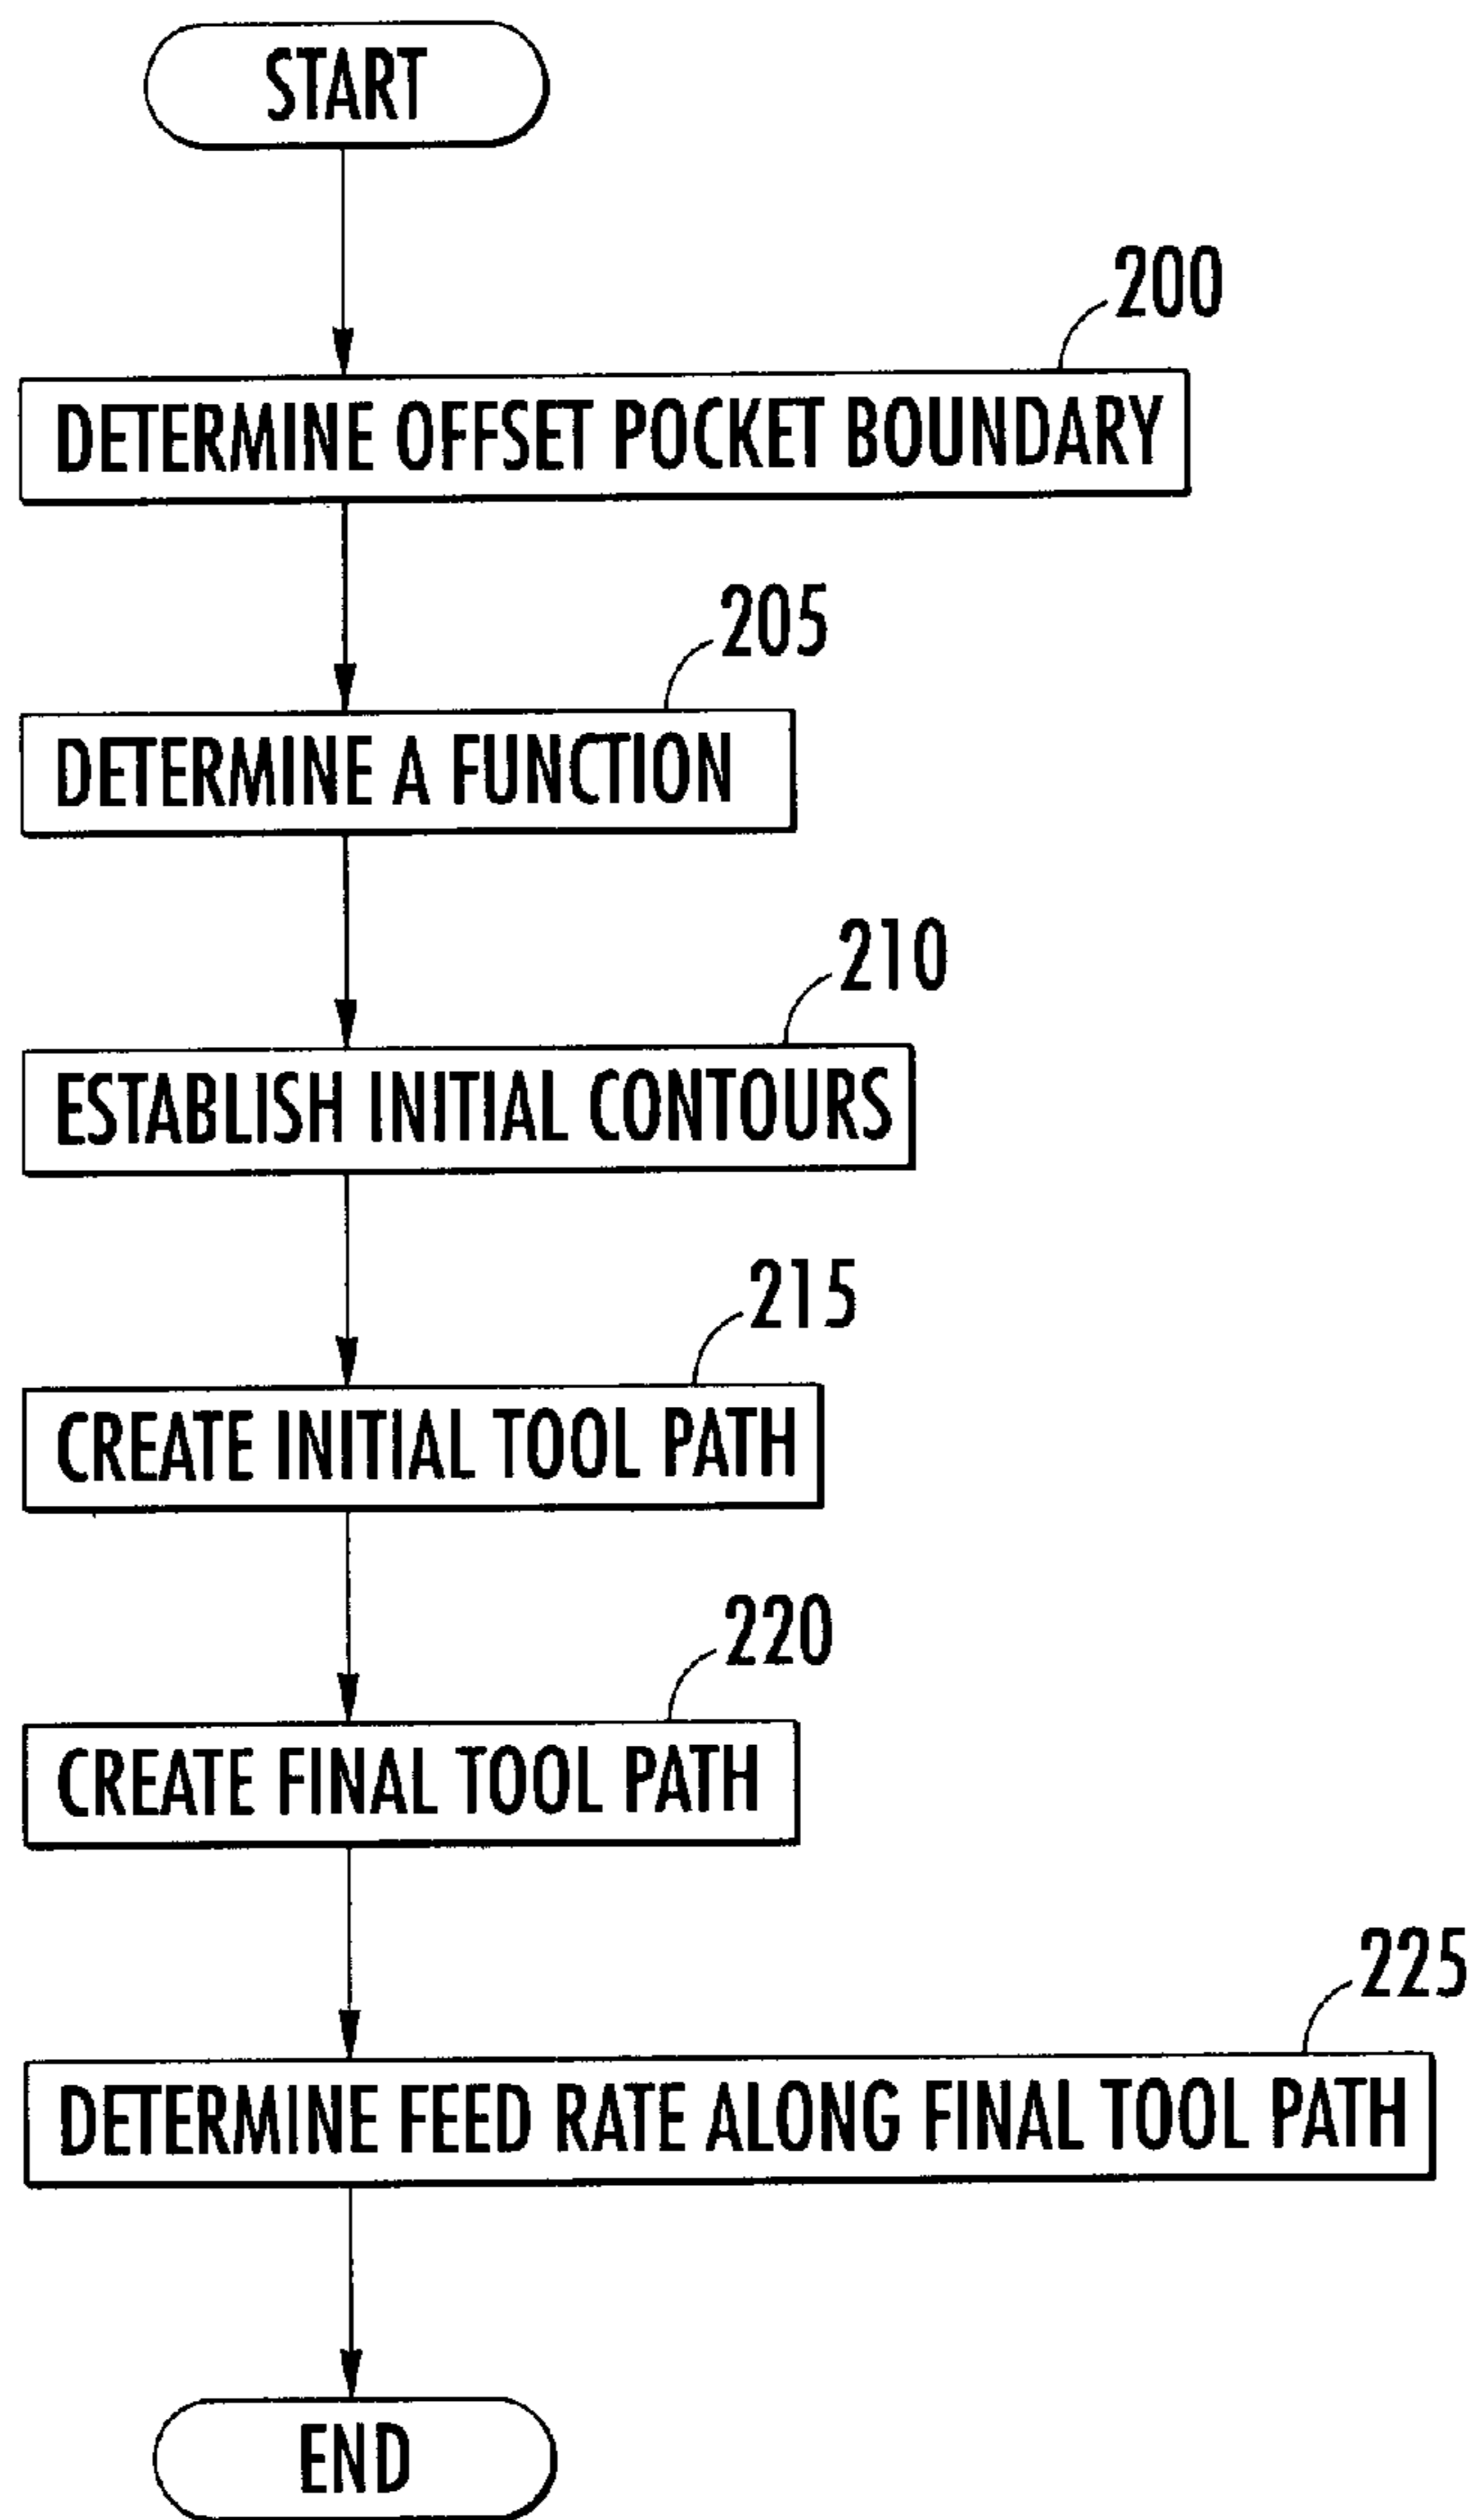 START
200
DETERMINE OFFSET POCKET BOUNDARY
205
DETERMINE A FUNCTION
210
ESTABLISH INITIAL CONTOURS
215
CREATE INITIAL TOOL PATH
220
CREATE FINAL TOOL PATH
225
DETERMINE FEED RATE ALONG FINAL TOOL PATH
END